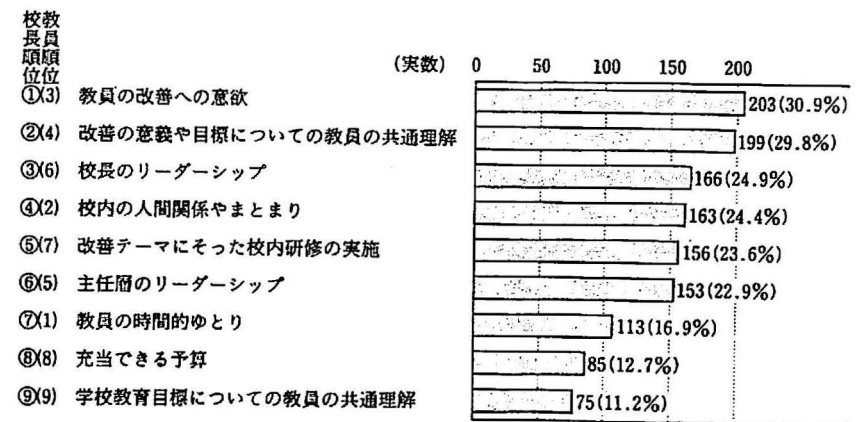 校長順位
教員順位
(実数) 0 50 100 150 200
①(3) 教員の改善への意欲 203(30.9%)
②(4) 改善の意義や目標についての教員の共通理解 199(29.8%)
③(6) 校長のリーダーシップ 166(24.9%)
④(2) 校内の人間関係やまとまり 163(24.4%)
⑤(7) 改善テーマにそった校内研修の実施 156(23.6%)
⑥(5) 主任層のリーダーシップ 153(22.9%)
⑦(1) 教員の時間的ゆとり 113(16.9%)
⑧(8) 充当できる予算 85(12.7%)
⑨(9) 学校教育目標についての教員の共通理解 75(11.2%)